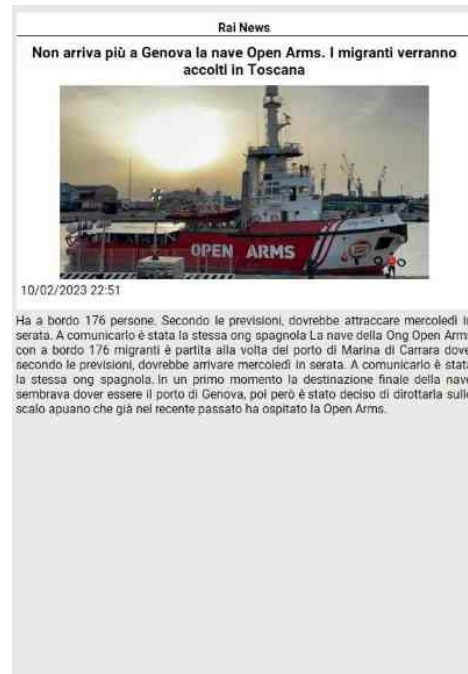 Rai News
Non arriva più a Genova la nave Open Arms. I migranti verranno
accolti in Toscana
OPEN ARMS
10/02/2023 22:51
Ha a bordo 176 persone. Secondo le previsioni, dovrebbe attraccare mercoledì in
serata. A comunicarlo è stata la stessa ong spagnola La nave della Ong Open Arms
con a bordo 176 migranti è partita alla volta del porto di Marina di Carrara dove
secondo le previsioni, dovrebbe arrivare mercoledì in serata. A comunicarlo è stata
la stessa ong spagnola. In un primo momento la destinazione finale della nave
sembrava dover essere il porto di Genova, poi però è stato deciso di dirottarla sullo
scalo apuano che già nel recente passato ha ospitato la Open Arms.